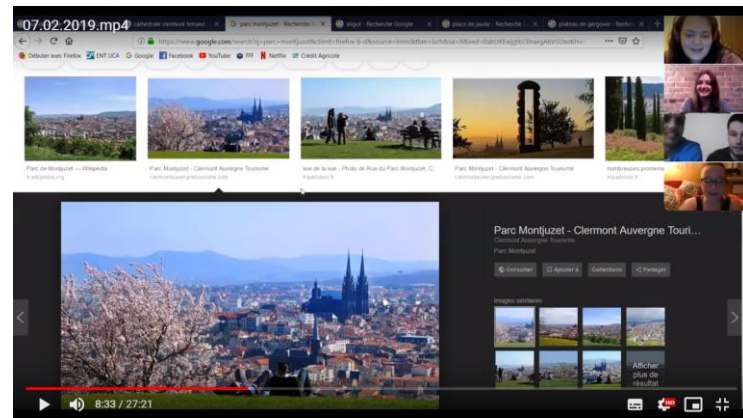 07.02.2019.mp4
cathédrale clermont ferrand
parc montjuzet - Recherche
aligot - Recherche Google
place de jaude - Recherche
plateau de gergovie - Recher
Débuter avec Firefox ENT UCA Google Facebook YouTube FFF Netflix Crédit Agricole
Parc de Montjuzet — Wikipédia
fr.wikipedia.org
Parc Montjuzet - Clermont Auvergne Tourisme
clermontauvergnetourisme.com
vue de la vue - Photo de Rue du Parc Montjuzet, C...
tripadvisor.fr
Parc Montjuzet - Clermont Auvergne Tourisme
clermontauvergnetourisme.com
nombreuses promena
tripadvisor.fr
Parc Montjuzet - Clermont Auvergne Touri...
Clermont Auvergne Tourisme
Parc Montjuzet
Consulter Ajouter à Collections Partager
Images similaires
Afficher
plus de
résultat
8:33 / 27:21
HD